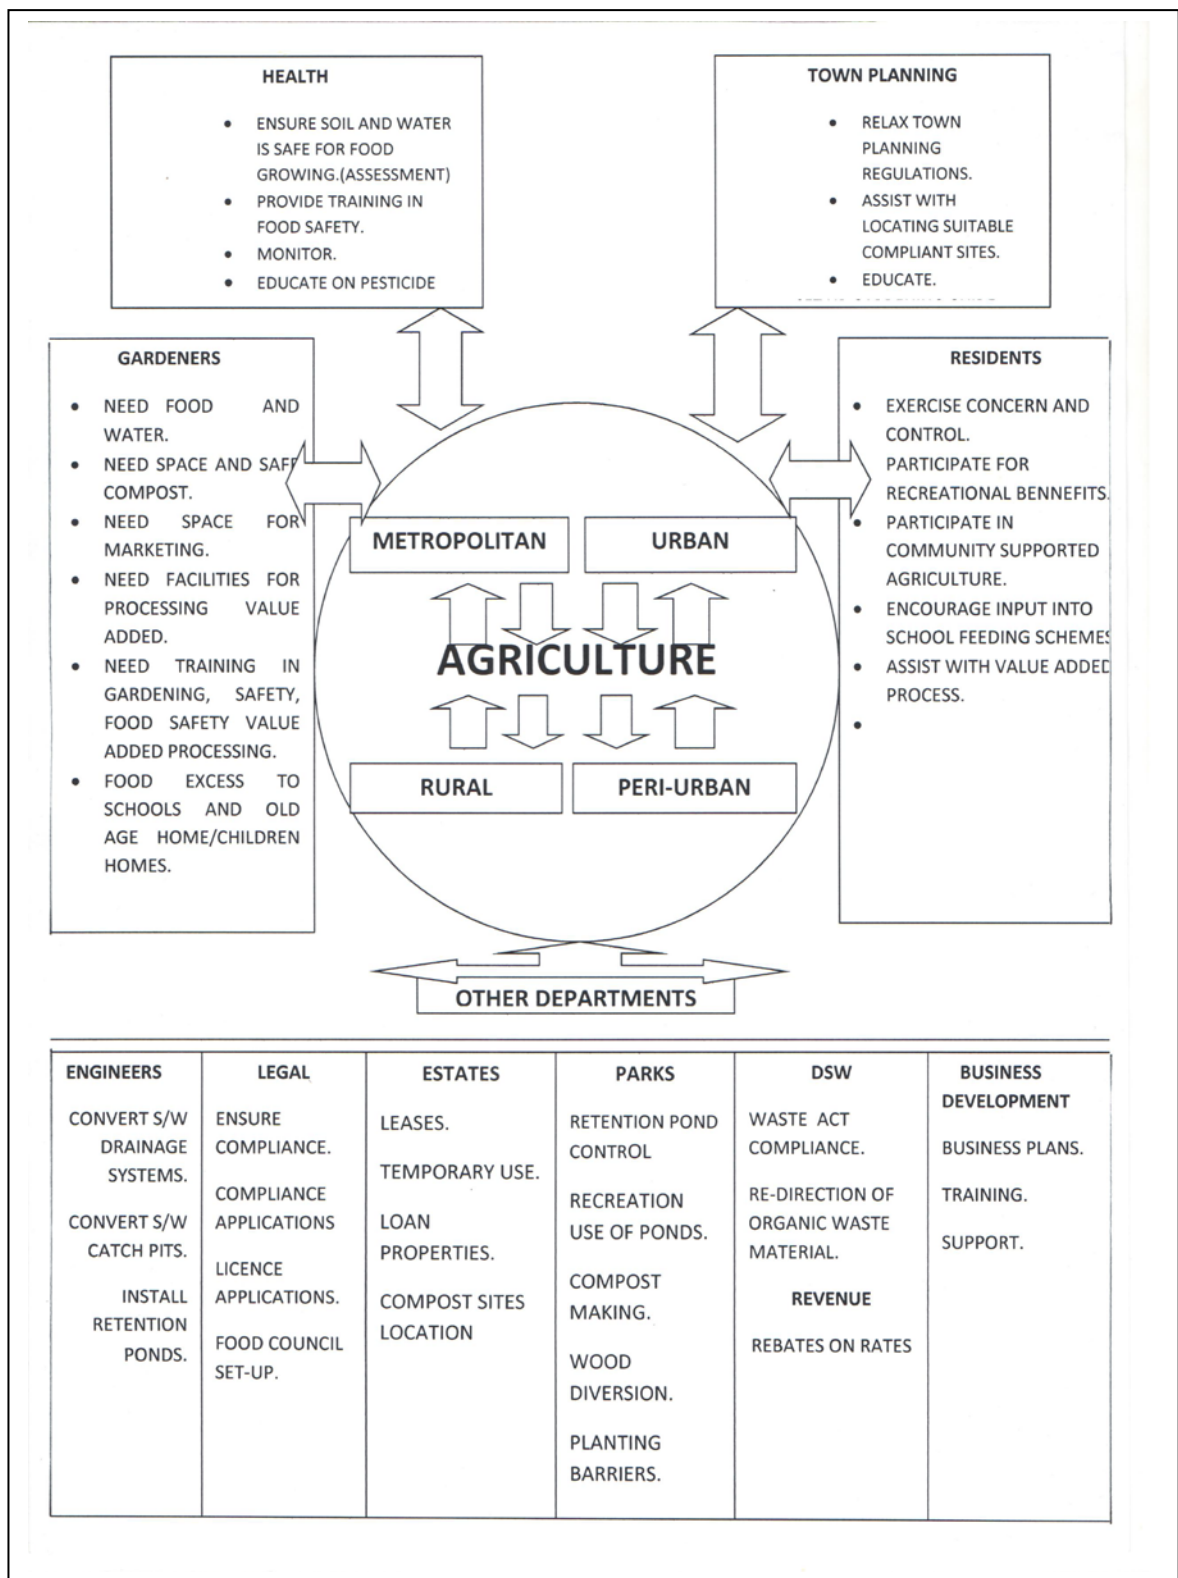 HEALTH
• ENSURE SOIL AND WATER
IS SAFE FOR FOOD
GROWING.(ASSESSMENT)
• PROVIDE TRAINING IN
FOOD SAFETY.
• MONITOR.
• EDUCATE ON PESTICIDE
TOWN PLANNING
• RELAX TOWN
PLANNING
REGULATIONS.
• ASSIST WITH
LOCATING SUITABLE
COMPLIANT SITES.
• EDUCATE.
GARDENERS
• NEED FOOD AND
WATER.
• NEED SPACE AND SAFE
COMPOST.
• NEED SPACE FOR
MARKETING.
• NEED FACILITIES FOR
PROCESSING VALUE
ADDED.
• NEED TRAINING IN
GARDENING, SAFETY,
FOOD SAFETY VALUE
ADDED PROCESSING.
• FOOD EXCESS TO
SCHOOLS AND OLD
AGE HOME/CHILDREN
HOMES.
METROPOLITAN
URBAN
AGRICULTURE
RURAL
PERI-URBAN
RESIDENTS
• EXERCISE CONCERN AND
CONTROL.
PARTICIPATE FOR
RECREATIONAL BENNEFITS.
• PARTICIPATE IN
COMMUNITY SUPPORTED
AGRICULTURE.
• ENCOURAGE INPUT INTO
SCHOOL FEEDING SCHEMES
• ASSIST WITH VALUE ADDED
PROCESS.
•
OTHER DEPARTMENTS
ENGINEERS
CONVERT S/W
DRAINAGE
SYSTEMS.
CONVERT S/W
CATCH PITS.
INSTALL
RETENTION
PONDS.
LEGAL
ENSURE
COMPLIANCE.
COMPLIANCE
APPLICATIONS
LICENCE
APPLICATIONS.
FOOD COUNCIL
SET-UP.
ESTATES
LEASES.
TEMPORARY USE.
LOAN
PROPERTIES.
COMPOST SITES
LOCATION
PARKS
RETENTION POND
CONTROL
RECREATION
USE OF PONDS.
COMPOST
MAKING.
WOOD
DIVERSION.
PLANTING
BARRIERS.
DSW
WASTE ACT
COMPLIANCE.
RE-DIRECTION OF
ORGANIC WASTE
MATERIAL.
REVENUE
REBATES ON RATES
BUSINESS
DEVELOPMENT
BUSINESS PLANS.
TRAINING.
SUPPORT.